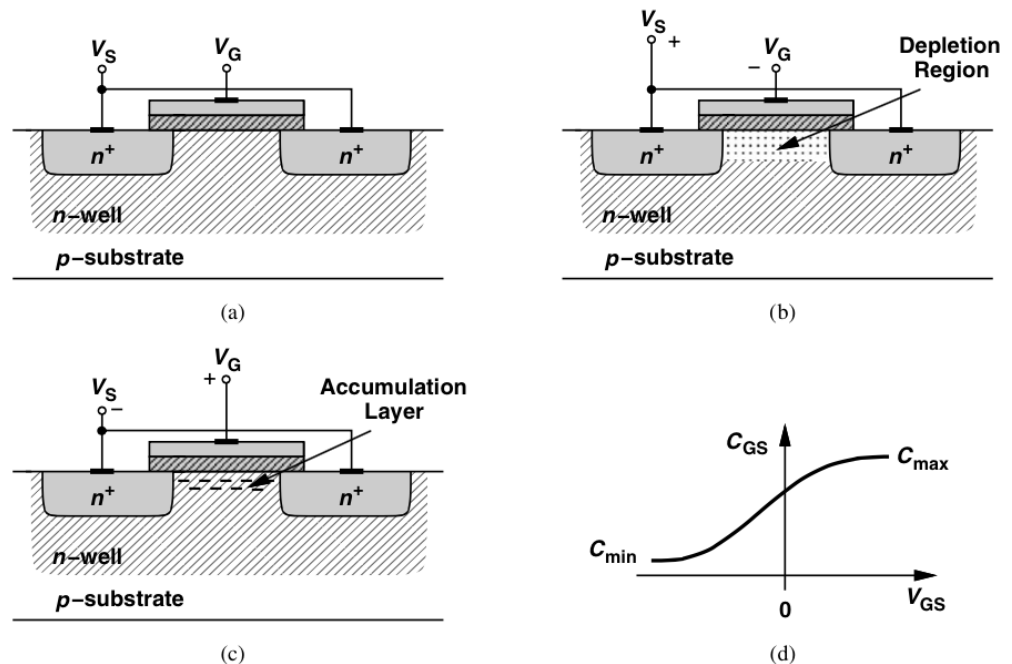 V_S
V_G
n⁺
n⁺
n–well
p–substrate
(a)
V_S
+
V_G
–
Depletion
Region
n⁺
n⁺
n–well
p–substrate
(b)
V_G
+
V_S
–
Accumulation
Layer
n⁺
n⁺
n–well
p–substrate
(c)
C_GS
C_max
C_min
0
V_GS
(d)